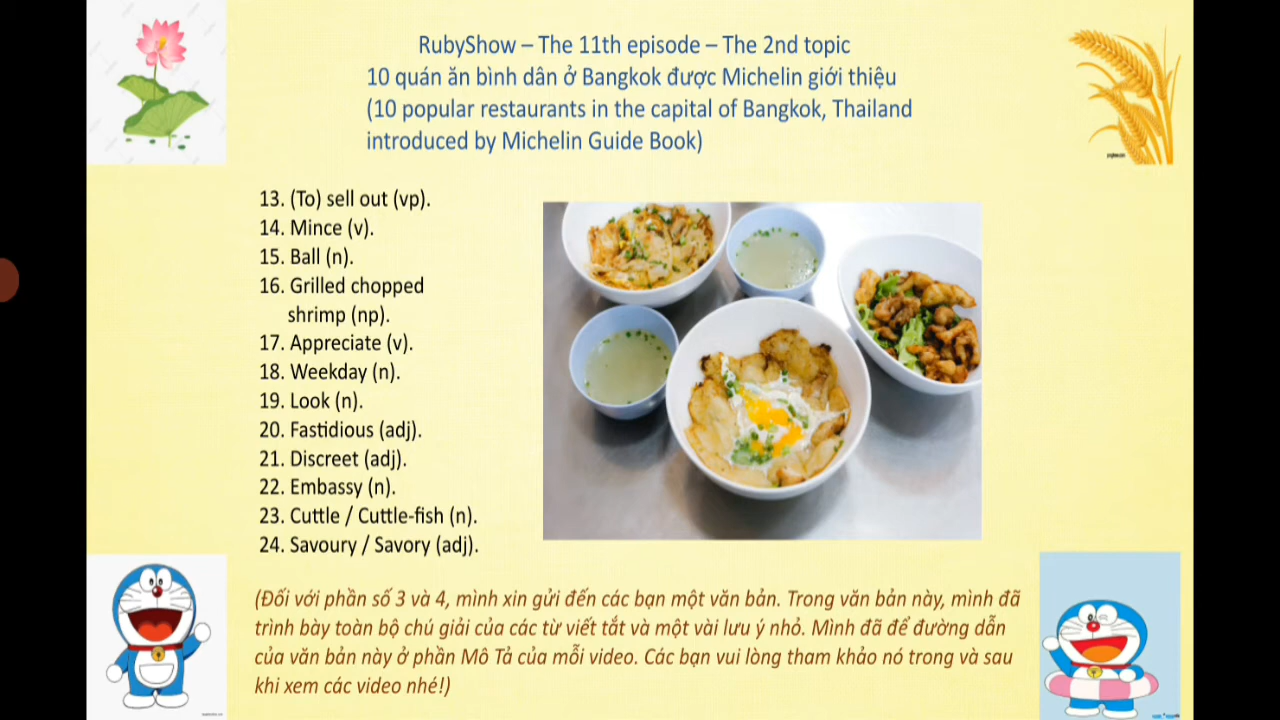 RubyShow – The 11th episode – The 2nd topic
10 quán ăn bình dân ở Bangkok được Michelin giới thiệu
(10 popular restaurants in the capital of Bangkok, Thailand
introduced by Michelin Guide Book)
13. (To) sell out (vp).
14. Mince (v).
15. Ball (n).
16. Grilled chopped
shrimp (np).
17. Appreciate (v).
18. Weekday (n).
19. Look (n).
20. Fastidious (adj).
21. Discreet (adj).
22. Embassy (n).
23. Cuttle / Cuttle-fish (n).
24. Savoury / Savory (adj).
(Đối với phần số 3 và 4, mình xin gửi đến các bạn một văn bản. Trong văn bản này, mình đã
trình bày toàn bộ chú giải của các từ viết tắt và một vài lưu ý nhỏ. Mình đã để đường dẫn
của văn bản này ở phần Mô Tả của mỗi video. Các bạn vui lòng tham khảo nó trong và sau
khi xem các video nhé!)